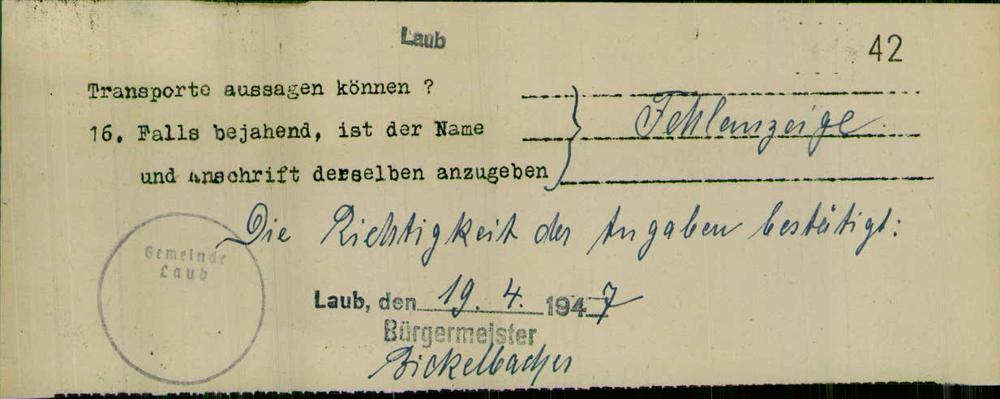 Laub
42
Transporte aussagen können ?
16. Falls bejahend, ist der Name
Fehlanzeige
und Anschrift derselben anzugeben
Die Richtigkeit der Angaben bestätigt:
Gemeinde
Laub
Laub, den 19. 4. 1947
Bürgermeister
Bickelbacher